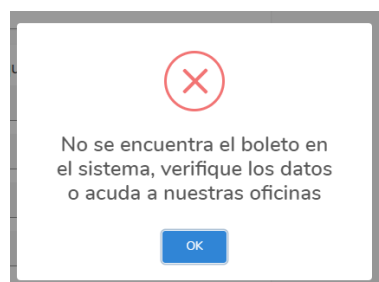 No se encuentra el boleto en
el sistema, verifique los datos
o acuda a nuestras oficinas
OK